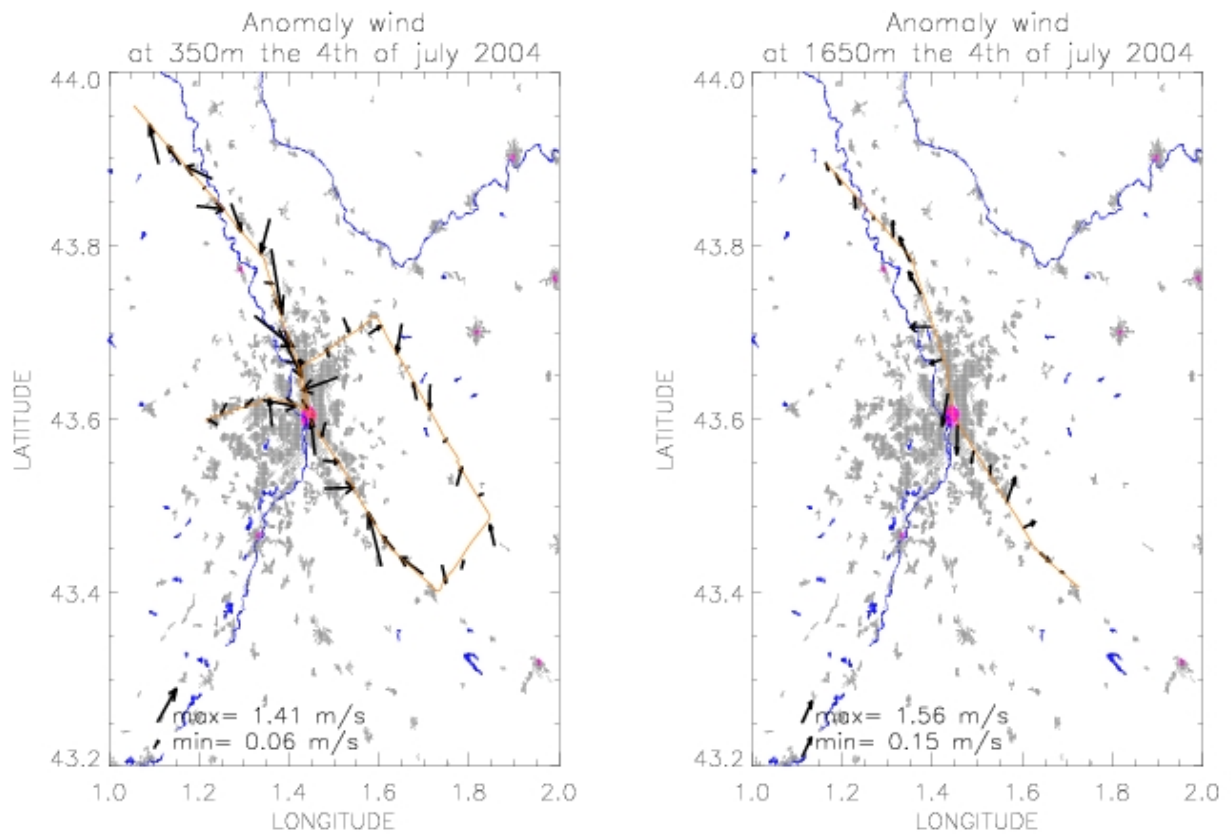 Anomaly wind
at 350m the 4th of july 2004
44.0
43.8
43.6
43.4
43.2
LATITUDE
max= 1.41 m/s
min= 0.06 m/s
1.0 1.2 1.4 1.6 1.8 2.0
LONGITUDE
Anomaly wind
at 1650m the 4th of july 2004
44.0
43.8
43.6
43.4
43.2
LATITUDE
max= 1.56 m/s
min= 0.15 m/s
1.0 1.2 1.4 1.6 1.8 2.0
LONGITUDE